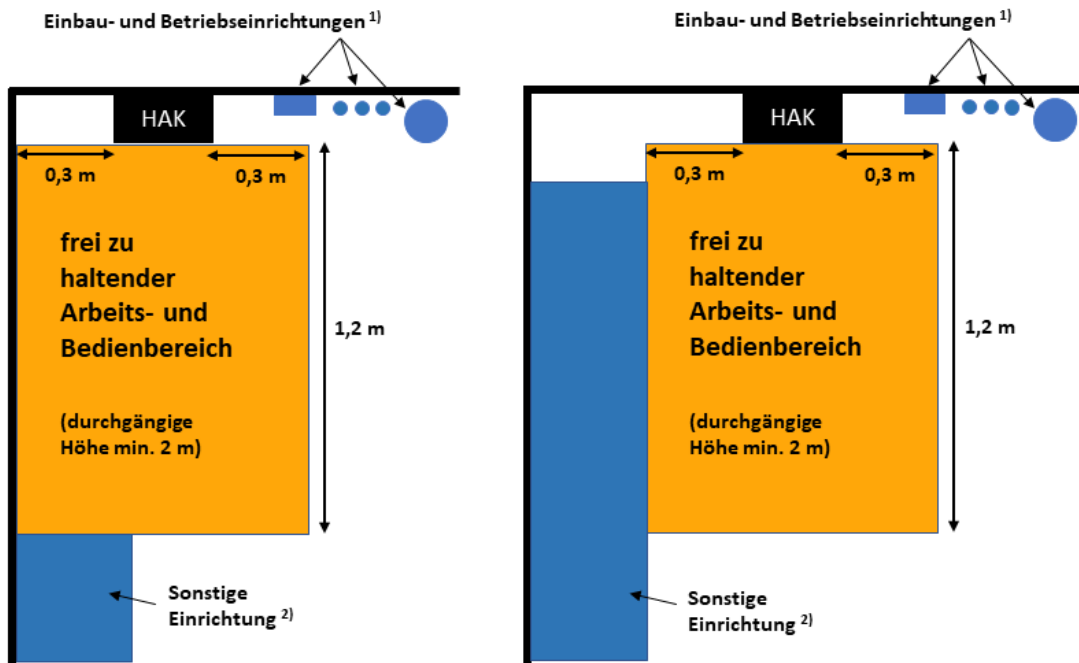 Einbau- und Betriebseinrichtungen 1)
HAK
0,3 m
0,3 m
frei zu
haltender
Arbeits- und
Bedienbereich
1,2 m
(durchgängige
Höhe min. 2 m)
Sonstige
Einrichtung 2)
Einbau- und Betriebseinrichtungen 1)
HAK
0,3 m
0,3 m
frei zu
haltender
Arbeits- und
Bedienbereich
1,2 m
(durchgängige
Höhe min. 2 m)
Sonstige
Einrichtung 2)